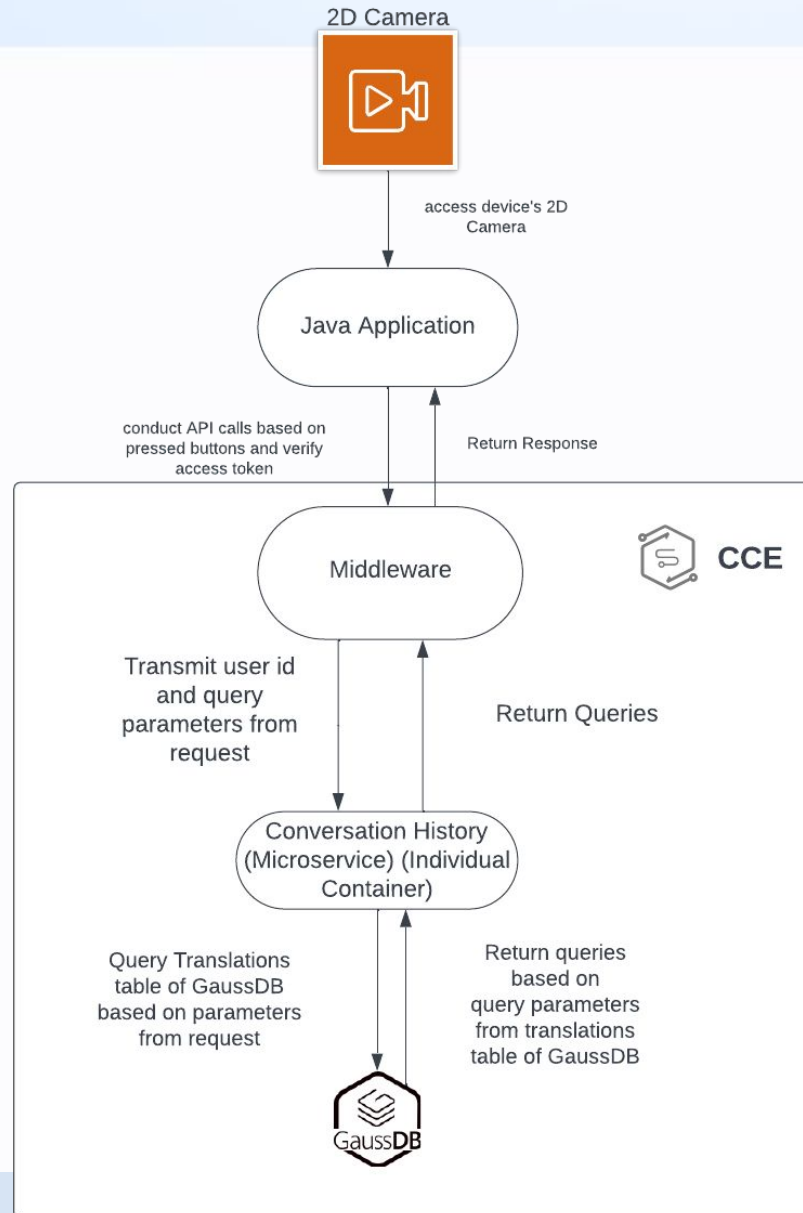 2D Camera
access device's 2D
Camera
Java Application
conduct API calls based on
pressed buttons and verify
access token
Return Response
Middleware
CCE
Transmit user id
and query
parameters from
request
Return Queries
Conversation History
(Microservice) (Individual
Container)
Query Translations
table of GaussDB
based on parameters
from request
Return queries
based on
query parameters
from translations
table of GaussDB
GaussDB